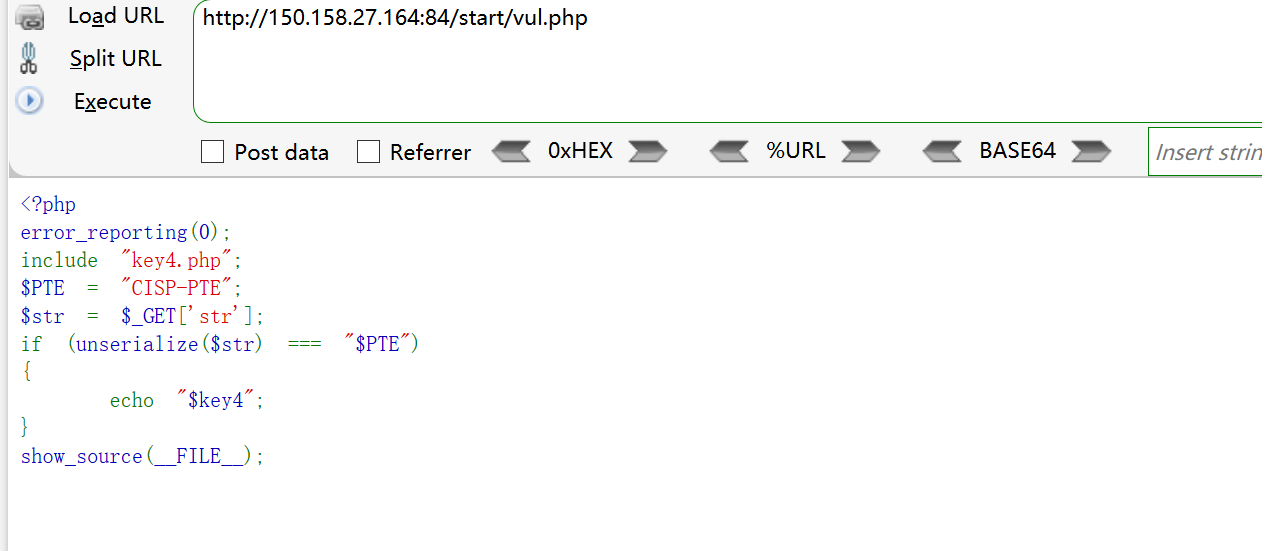 Load URL
http://150.158.27.164:84/start/vul.php
Split URL
Execute
Post data Referrer 0xHEX %URL BASE64 Insert strin
<?php
error_reporting(0);
include "key4.php";
$PTE = "CISP-PTE";
$str = $_GET['str'];
if (unserialize($str) === "$PTE")
{
echo "$key4";
}
show_source(__FILE__);